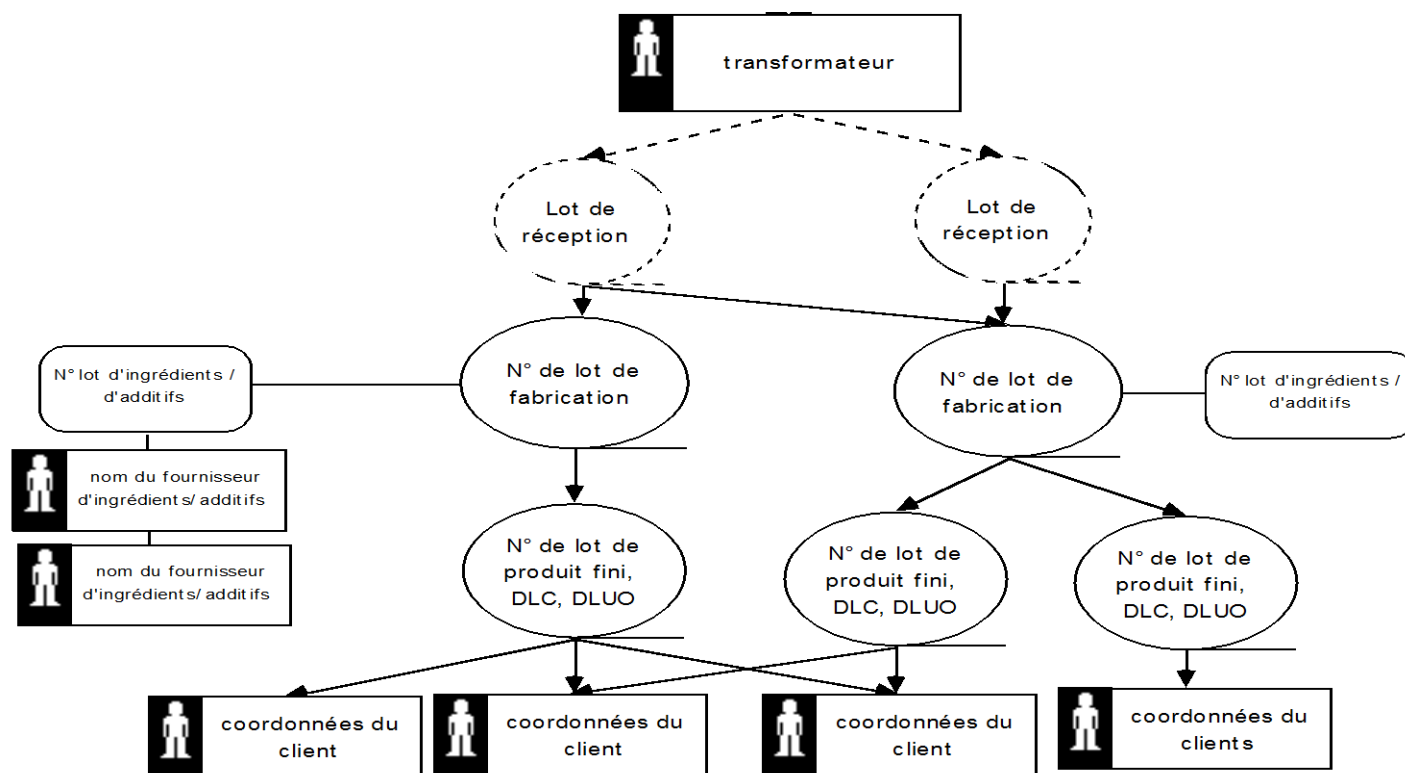 transformateur
Lot de
réception
Lot de
réception
N° de lot de
fabrication
N° de lot de
fabrication
N° lot d'ingrédients /
d'additifs
N° lot d'ingrédients /
d'additifs
nom du fournisseur
d'ingrédients/ additifs
nom du fournisseur
d'ingrédients/ additifs
N° de lot de
produit fini,
DLC, DLUO
N° de lot de
produit fini,
DLC, DLUO
N° de lot de
produit fini,
DLC, DLUO
coordonnées du
client
coordonnées du
client
coordonnées du
client
coordonnées du
clients